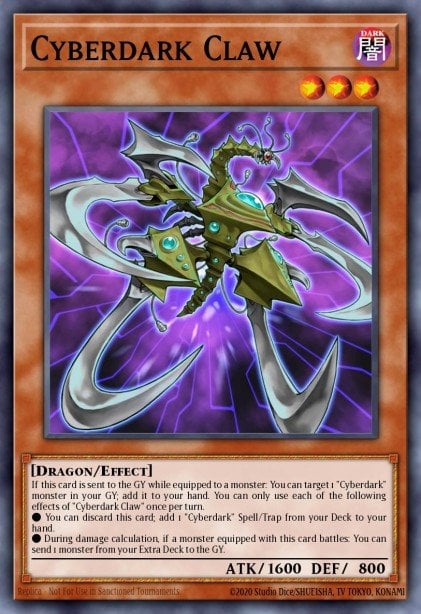 CYBERDARK CLAW
DARK
闇
[DRAGON/EFFECT]
If this card is sent to the GY while equipped to a monster: You can target 1 "Cyberdark"
monster in your GY; add it to your hand. You can only use each of the following
effects of "Cyberdark Claw" once per turn.
● You can discard this card; add 1 "Cyberdark" Spell/Trap from your Deck to your
hand.
● During damage calculation, if a monster equipped with this card battles: You can
send 1 monster from your Extra Deck to the GY.
ATK/1600 DEF/ 800
Replica - Not For Use in Sanctioned Tournaments
©2020 Studio Dice/SHUEISHA, TV TOKYO, KONAMI